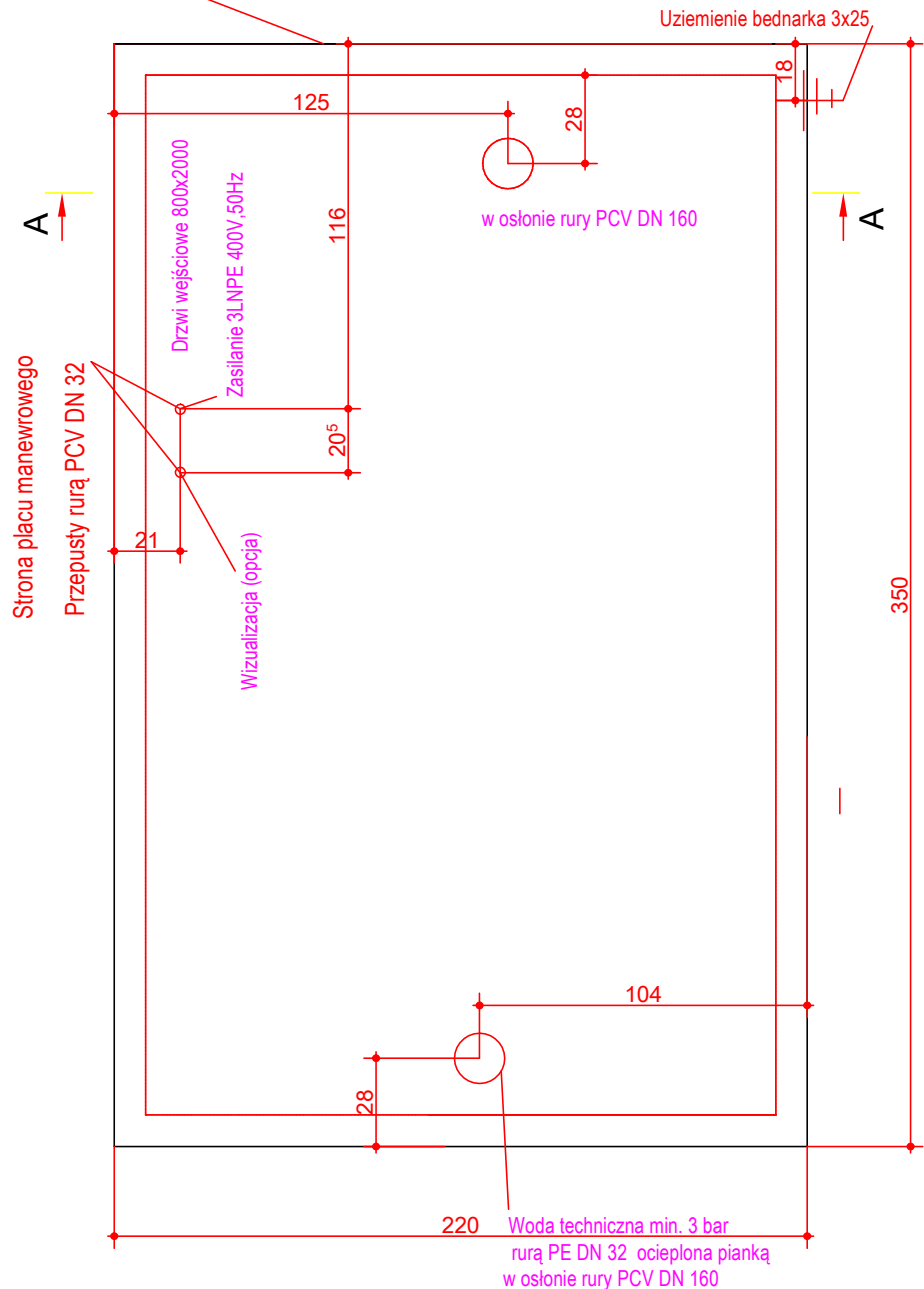 Uziemienie bednarka 3x25
18
125
28
Drzwi wejściowe 800x2000
Zasilanie 3LNPE 400V,50Hz
116
w osłonie rury PCV DN 160
A
A
Strona placu manewrowego
Przepusty rurą PCV DN 32
20⁵
21
Wizualizacja (opcja)
350
104
28
220
Woda techniczna min. 3 bar
rurą PE DN 32 ocieplona pianką
w osłonie rury PCV DN 160